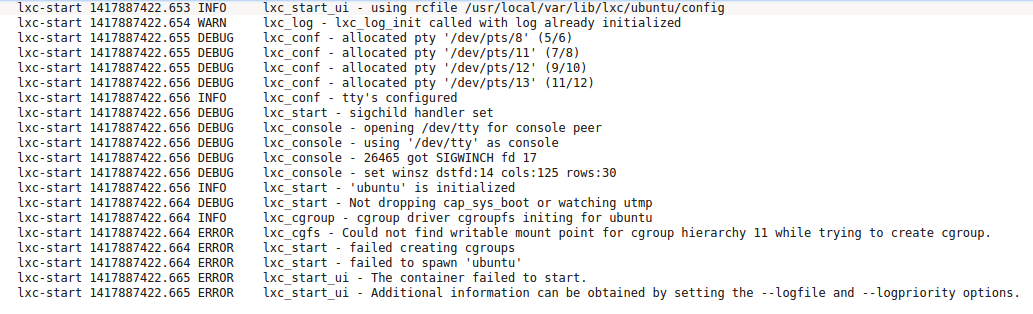 lxc-start 1417887422.653 INFO     lxc_start_ui - using rcfile /usr/local/var/lib/lxc/ubuntu/config
lxc-start 1417887422.654 WARN     lxc_log - lxc_log_init called with log already initialized
lxc-start 1417887422.655 DEBUG    lxc_conf - allocated pty '/dev/pts/8' (5/6)
lxc-start 1417887422.655 DEBUG    lxc_conf - allocated pty '/dev/pts/11' (7/8)
lxc-start 1417887422.655 DEBUG    lxc_conf - allocated pty '/dev/pts/12' (9/10)
lxc-start 1417887422.656 DEBUG    lxc_conf - allocated pty '/dev/pts/13' (11/12)
lxc-start 1417887422.656 INFO     lxc_conf - tty's configured
lxc-start 1417887422.656 DEBUG    lxc_start - sigchild handler set
lxc-start 1417887422.656 DEBUG    lxc_console - opening /dev/tty for console peer
lxc-start 1417887422.656 DEBUG    lxc_console - using '/dev/tty' as console
lxc-start 1417887422.656 DEBUG    lxc_console - 26465 got SIGWINCH fd 17
lxc-start 1417887422.656 DEBUG    lxc_console - set winsz dstfd:14 cols:125 rows:30
lxc-start 1417887422.656 INFO     lxc_start - 'ubuntu' is initialized
lxc-start 1417887422.664 DEBUG    lxc_start - Not dropping cap_sys_boot or watching utmp
lxc-start 1417887422.664 INFO     lxc_cgroup - cgroup driver cgroupfs initing for ubuntu
lxc-start 1417887422.664 ERROR    lxc_cgfs - Could not find writable mount point for cgroup hierarchy 11 while trying to create cgroup.
lxc-start 1417887422.664 ERROR    lxc_start - failed creating cgroups
lxc-start 1417887422.664 ERROR    lxc_start - failed to spawn 'ubuntu'
lxc-start 1417887422.665 ERROR    lxc_start_ui - The container failed to start.
lxc-start 1417887422.665 ERROR    lxc_start_ui - Additional information can be obtained by setting the --logfile and --logpriority options.